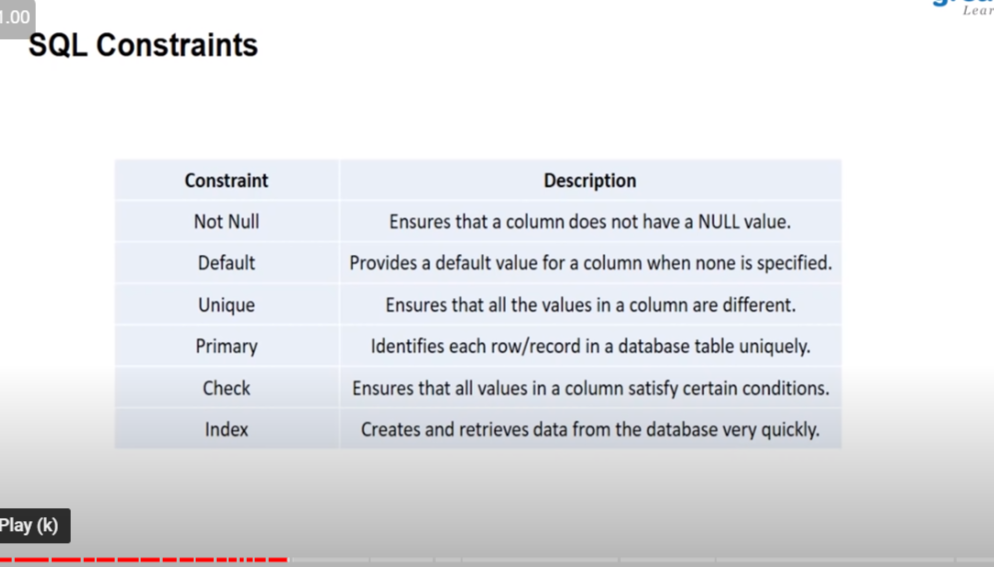 1.00
Lear
SQL Constraints
Constraint Description
Not Null Ensures that a column does not have a NULL value.
Default Provides a default value for a column when none is specified.
Unique Ensures that all the values in a column are different.
Primary Identifies each row/record in a database table uniquely.
Check Ensures that all values in a column satisfy certain conditions.
Index Creates and retrieves data from the database very quickly.
Play (k)